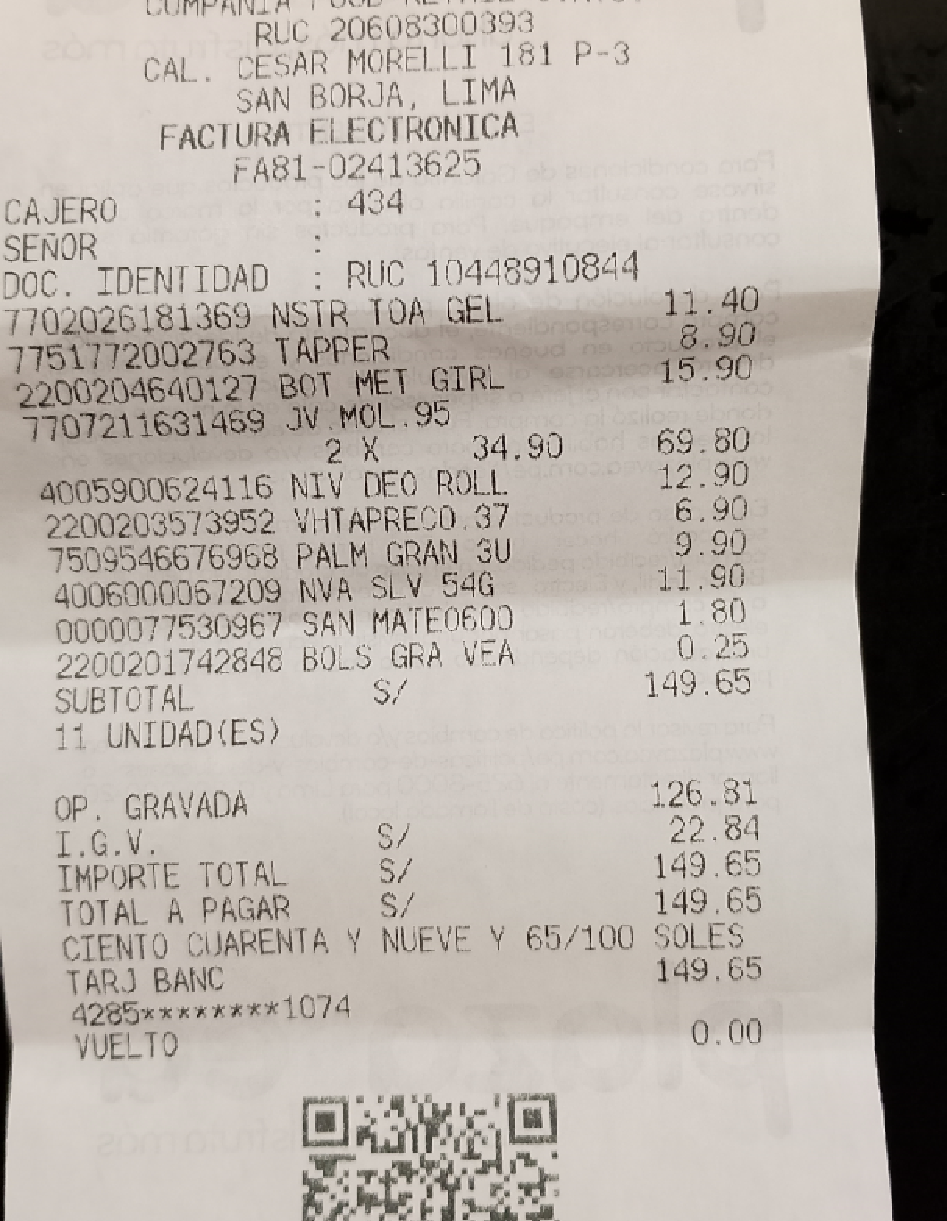 RUC 20608300393
CAL. CESAR MORELLI 181 P-3
SAN BORJA, LIMA
FACTURA ELECTRONICA
FA81-02413625
CAJERO : 434
SEÑOR :
DOC. IDENTIDAD : RUC 10448910844
7702026181369 NSTR TOA GEL 11.40
7751772002763 TAPPER 8.90
2200204640127 BOT MET GIRL 15.90
7707211631469 JV.MOL.95
2 X 34.90 69.80
4005900624116 NIV DEO ROLL 12.90
2200203573952 VHTAPRECO.37 6.90
7509546676968 PALM GRAN 3U 9.90
4006000067209 NVA SLV 54G 11.90
0000077530967 SAN MATEO600 1.80
2200201742848 BOLS GRA VEA 0.25
SUBTOTAL S/ 149.65
11 UNIDAD(ES)
OP. GRAVADA 126.81
I.G.V. S/ 22.84
IMPORTE TOTAL S/ 149.65
TOTAL A PAGAR S/ 149.65
CIENTO CUARENTA Y NUEVE Y 65/100 SOLES
TARJ BANC 149.65
4285********1074
VUELTO 0.00